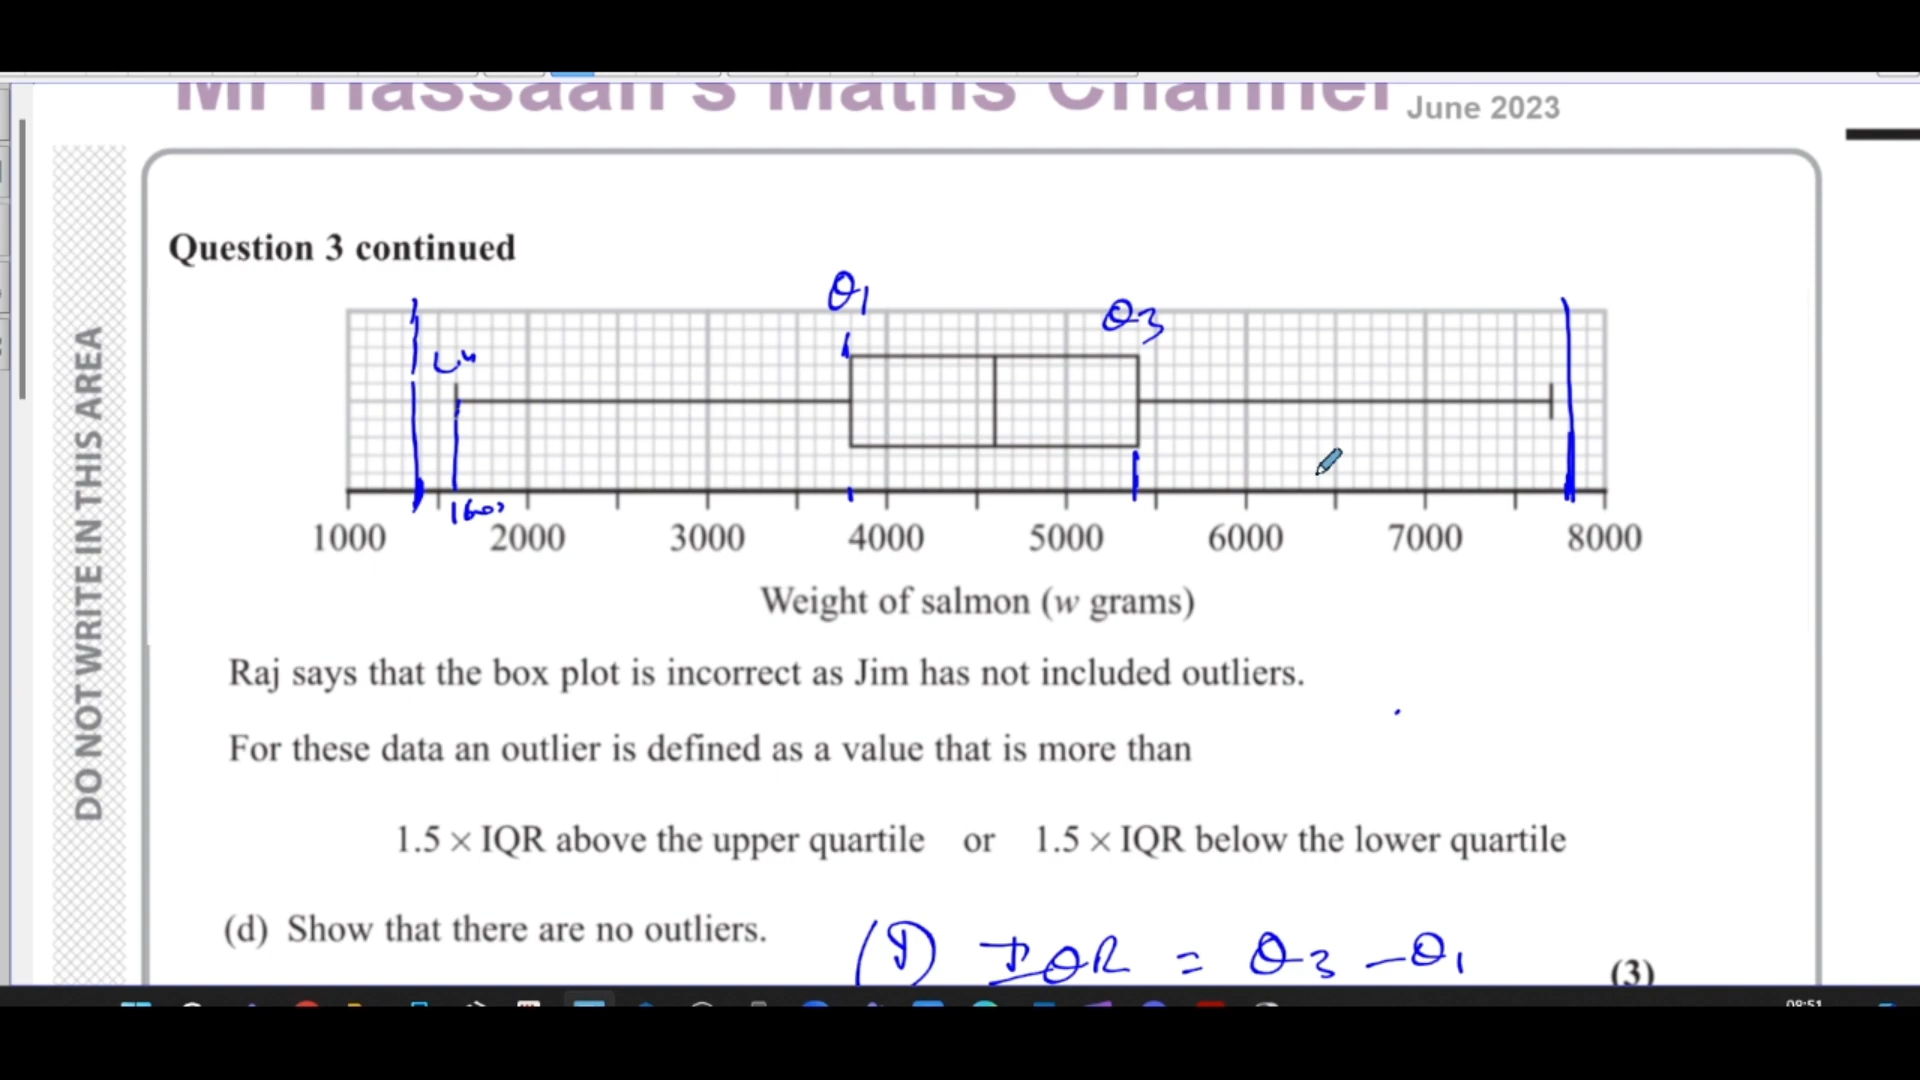 Mr Hassaan's Maths Channel
June 2023
Question 3 continued
Q1
Q3
1600
1000 2000 3000 4000 5000 6000 7000 8000
Weight of salmon (w grams)
Raj says that the box plot is incorrect as Jim has not included outliers.
For these data an outlier is defined as a value that is more than
1.5 × IQR above the upper quartile or 1.5 × IQR below the lower quartile
(d) Show that there are no outliers.
(d) IQR = Q3 - Q1
(3)
DO NOT WRITE IN THIS AREA
08:51